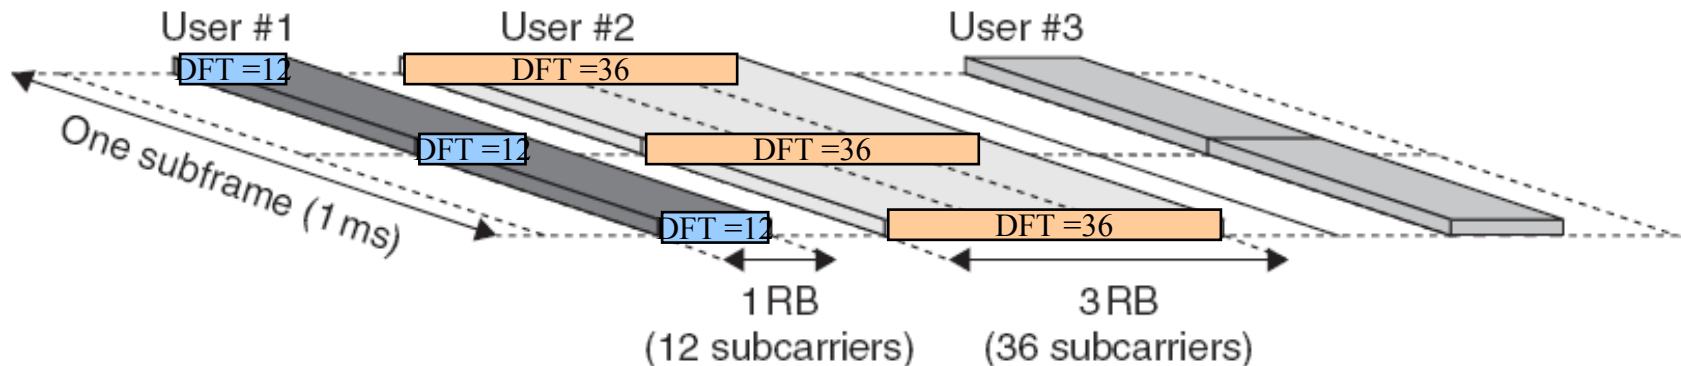 User #1
User #2
User #3
DFT =12
DFT =36
DFT =12
DFT =36
DFT =12
DFT =36
One subframe (1 ms)
1 RB
(12 subcarriers)
3 RB
(36 subcarriers)